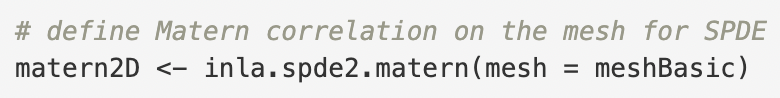 # define Matern correlation on the mesh for SPDE
matern2D <- inla.spde2.matern(mesh = meshBasic)